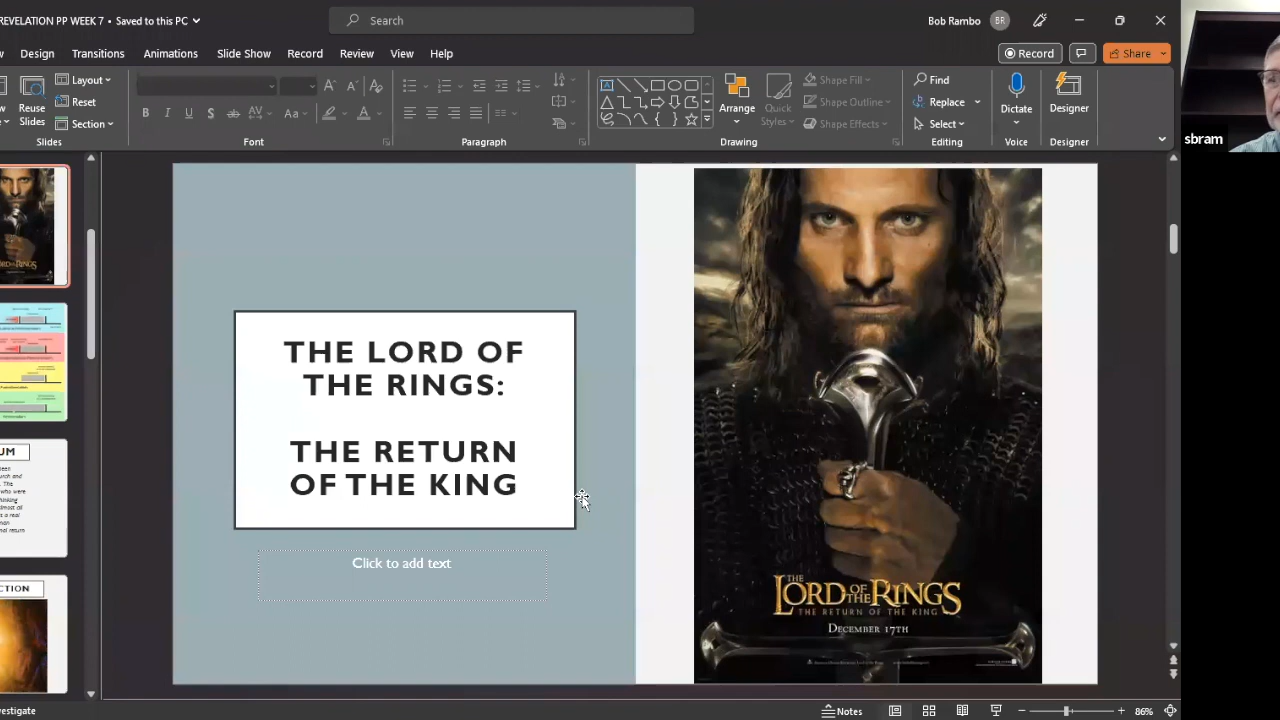 REVELATION PP WEEK 7 • Saved to this PC
Search
Bob Rambo
BR
Design
Transitions
Animations
Slide Show
Record
Review
View
Help
Record
Share
Reuse
Slides
Layout
Reset
Section
Slides
Font
Paragraph
Arrange
Quick
Styles
Shape Fill
Shape Outline
Shape Effects
Drawing
Find
Replace
Select
Editing
Dictate
Voice
Designer
Designer
sbram
THE LORD OF
THE RINGS:
THE RETURN
OF THE KING
Click to add text
THE
LORD OF THE RINGS
THE RETURN OF THE KING
DECEMBER 17TH
Notes
86%